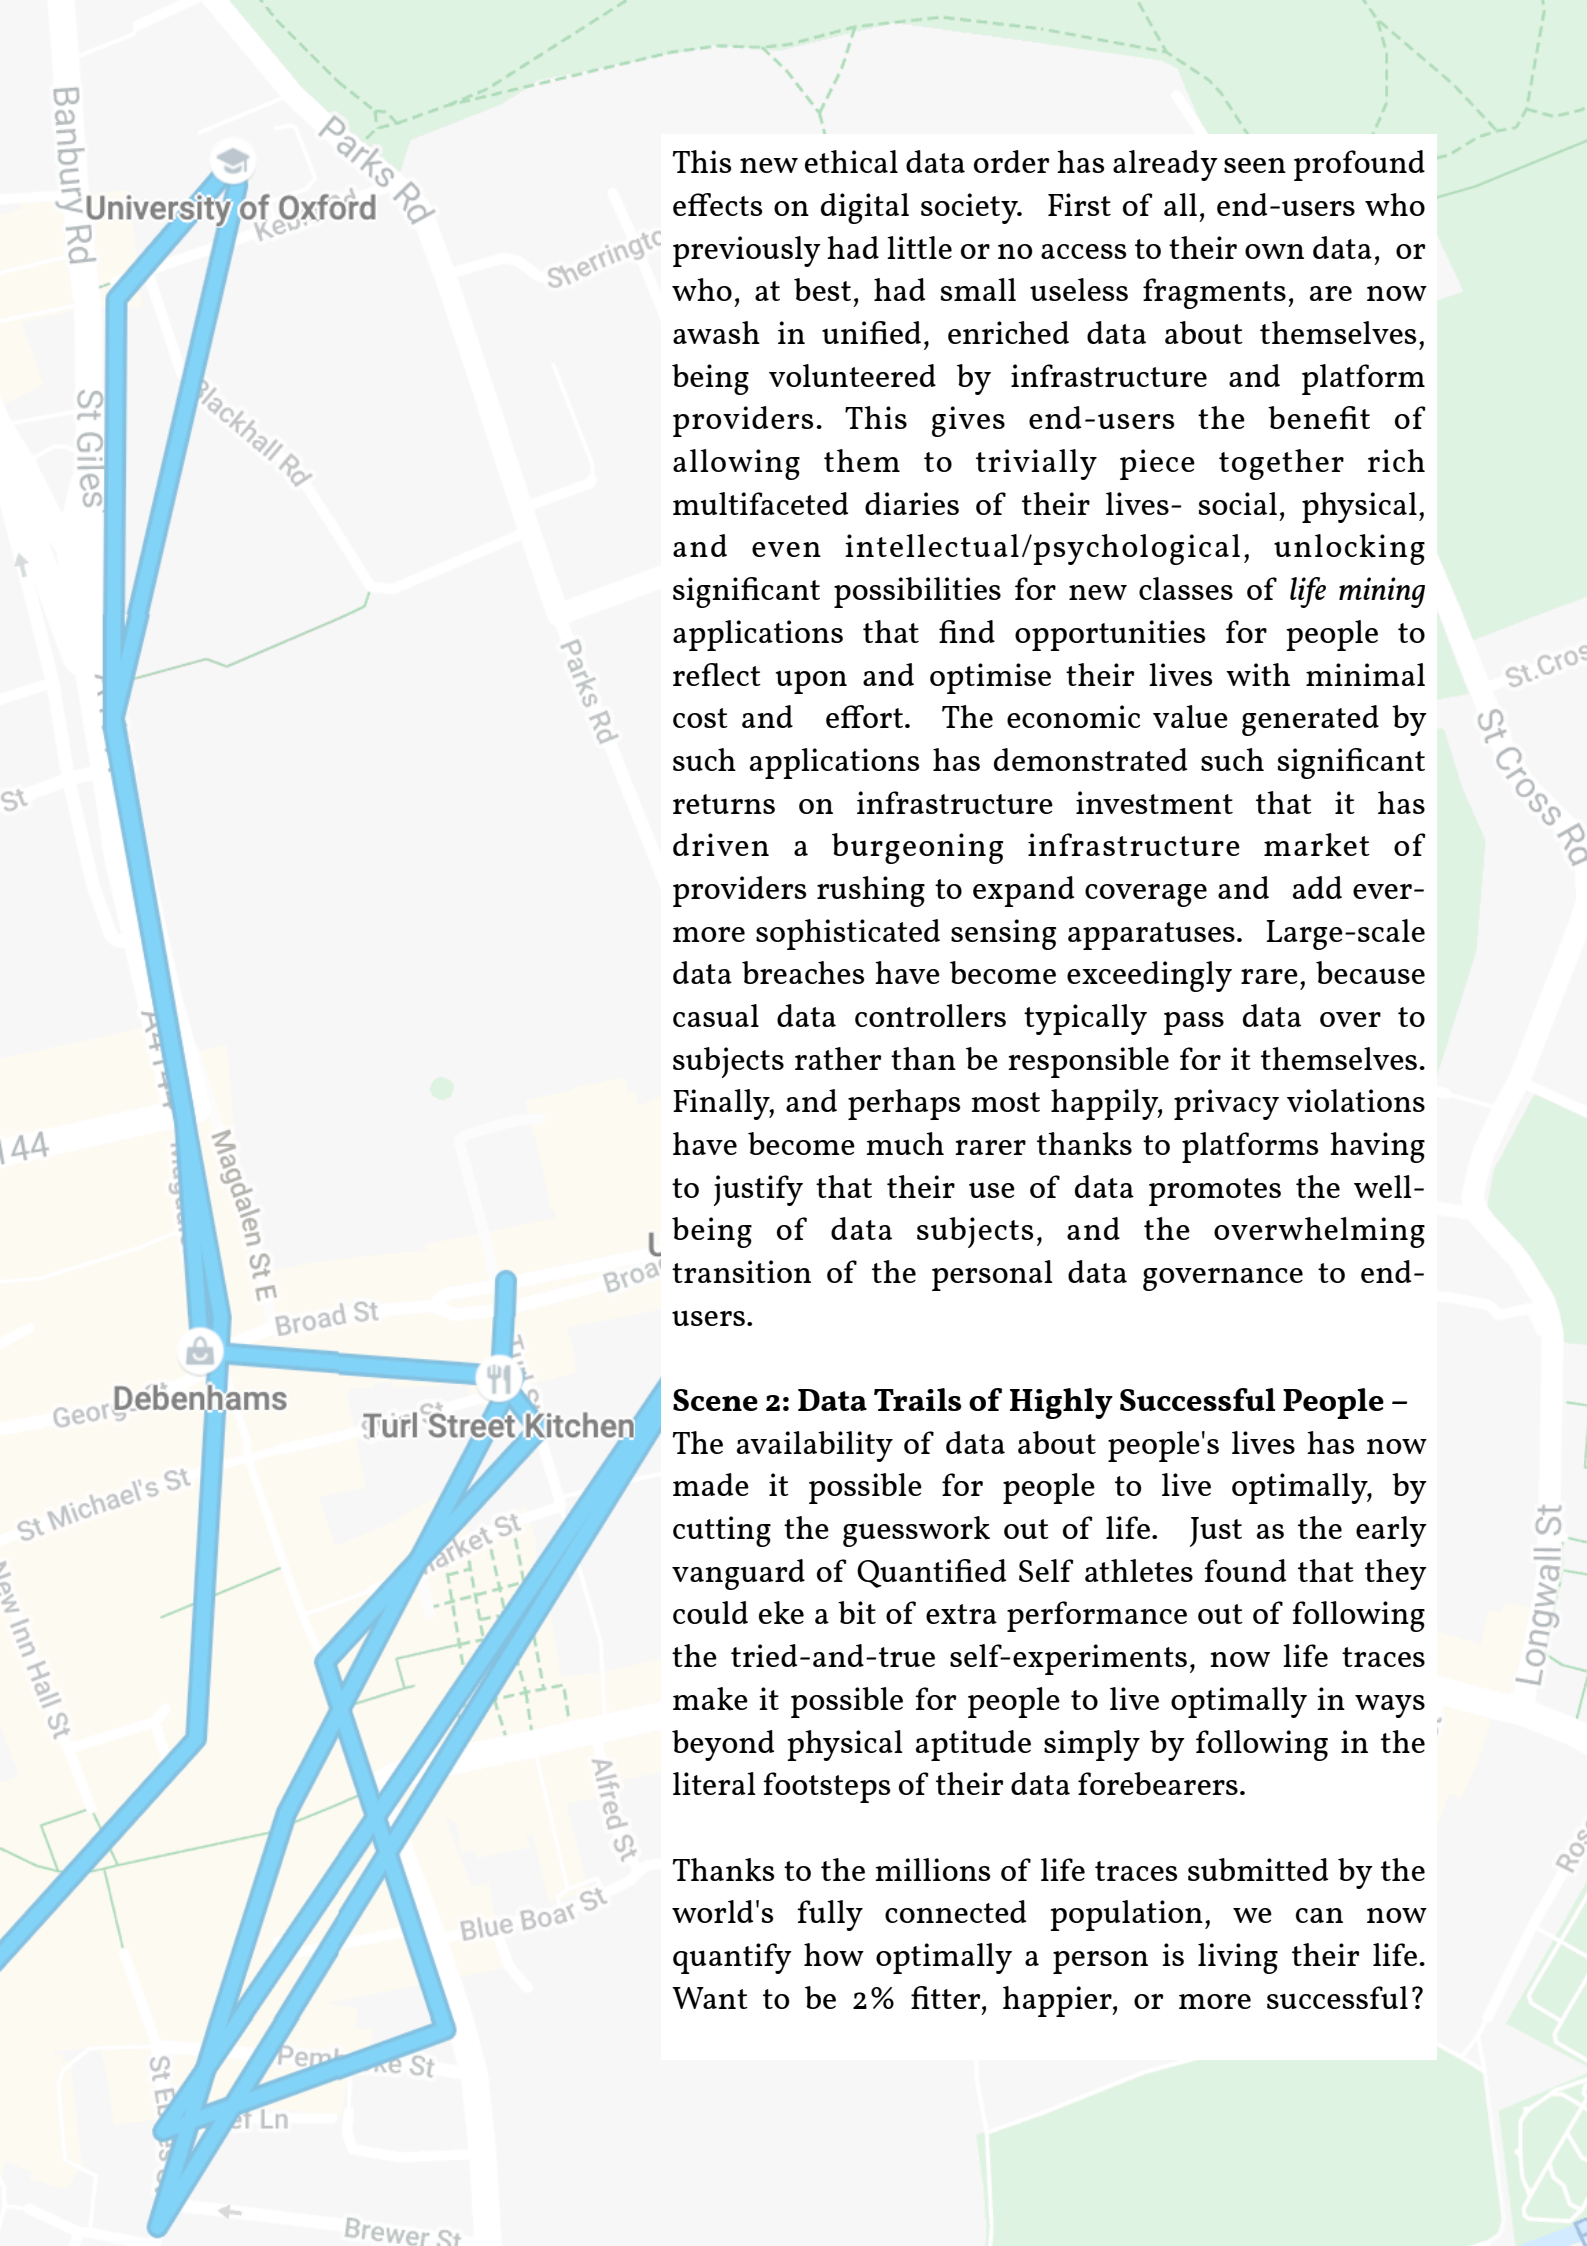 Banbury Rd
Parks Rd
University of Oxford
St Giles
Blackhall Rd
Parks Rd
St
144
A4144
Magdalen St E
Broad St
Debenhams
Turl Street Kitchen
St Michael's St
New Inn Hall St
Alfred St
Blue Boar St
Brewer St
This new ethical data order has already seen profound
effects on digital society. First of all, end-users who
previously had little or no access to their own data, or
who, at best, had small useless fragments, are now
awash in unified, enriched data about themselves,
being volunteered by infrastructure and platform
providers. This gives end-users the benefit of
allowing them to trivially piece together rich
multifaceted diaries of their lives- social, physical,
and even intellectual/psychological, unlocking
significant possibilities for new classes of life mining
applications that find opportunities for people to
reflect upon and optimise their lives with minimal
cost and effort. The economic value generated by
such applications has demonstrated such significant
returns on infrastructure investment that it has
driven a burgeoning infrastructure market of
providers rushing to expand coverage and add ever-
more sophisticated sensing apparatuses. Large-scale
data breaches have become exceedingly rare, because
casual data controllers typically pass data over to
subjects rather than be responsible for it themselves.
Finally, and perhaps most happily, privacy violations
have become much rarer thanks to platforms having
to justify that their use of data promotes the well-
being of data subjects, and the overwhelming
transition of the personal data governance to end-
users.
Scene 2: Data Trails of Highly Successful People –
The availability of data about people's lives has now
made it possible for people to live optimally, by
cutting the guesswork out of life. Just as the early
vanguard of Quantified Self athletes found that they
could eke a bit of extra performance out of following
the tried-and-true self-experiments, now life traces
make it possible for people to live optimally in ways
beyond physical aptitude simply by following in the
literal footsteps of their data forebearers.
Thanks to the millions of life traces submitted by the
world's fully connected population, we can now
quantify how optimally a person is living their life.
Want to be 2% fitter, happier, or more successful?
St Cross Rd
Longwall St